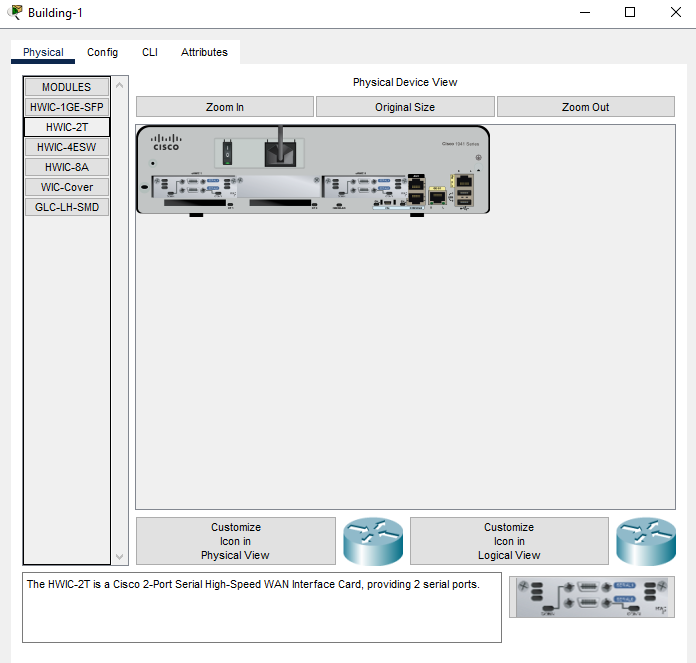 Building-1
Physical Config CLI Attributes
MODULES
HWIC-1GE-SFP
HWIC-2T
HWIC-4ESW
HWIC-8A
WIC-Cover
GLC-LH-SMD
Physical Device View
Zoom In Original Size Zoom Out
CISCO
Cisco 1941 Series
Customize
Icon in
Physical View
Customize
Icon in
Logical View
The HWIC-2T is a Cisco 2-Port Serial High-Speed WAN Interface Card, providing 2 serial ports.